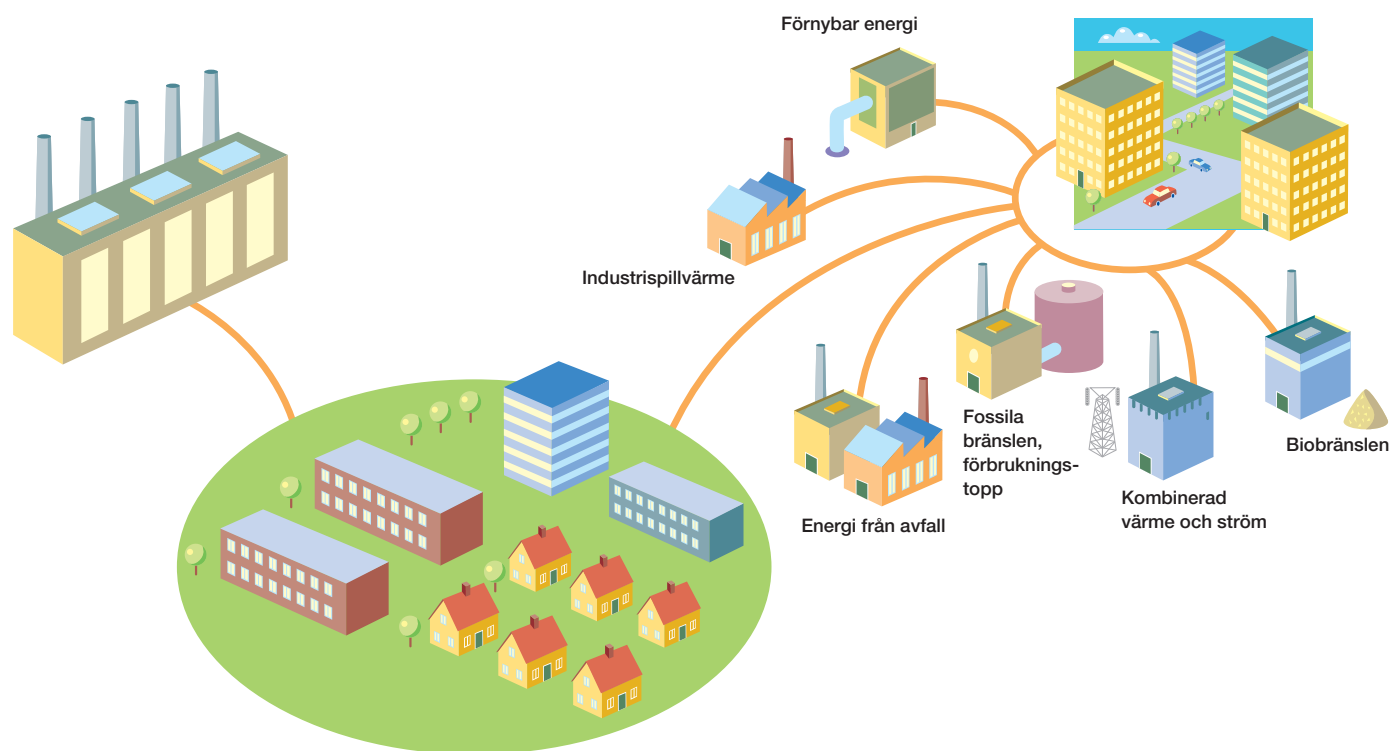 Förnybar energi
Industrispillvärme
Energi från avfall
Fossila
bränslen,
förbruknings-
topp
Kombinerad
värme och ström
Biobränslen